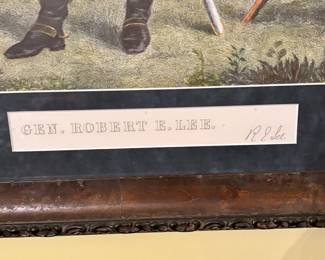 GEN. ROBERT E. LEE.
R E Lee